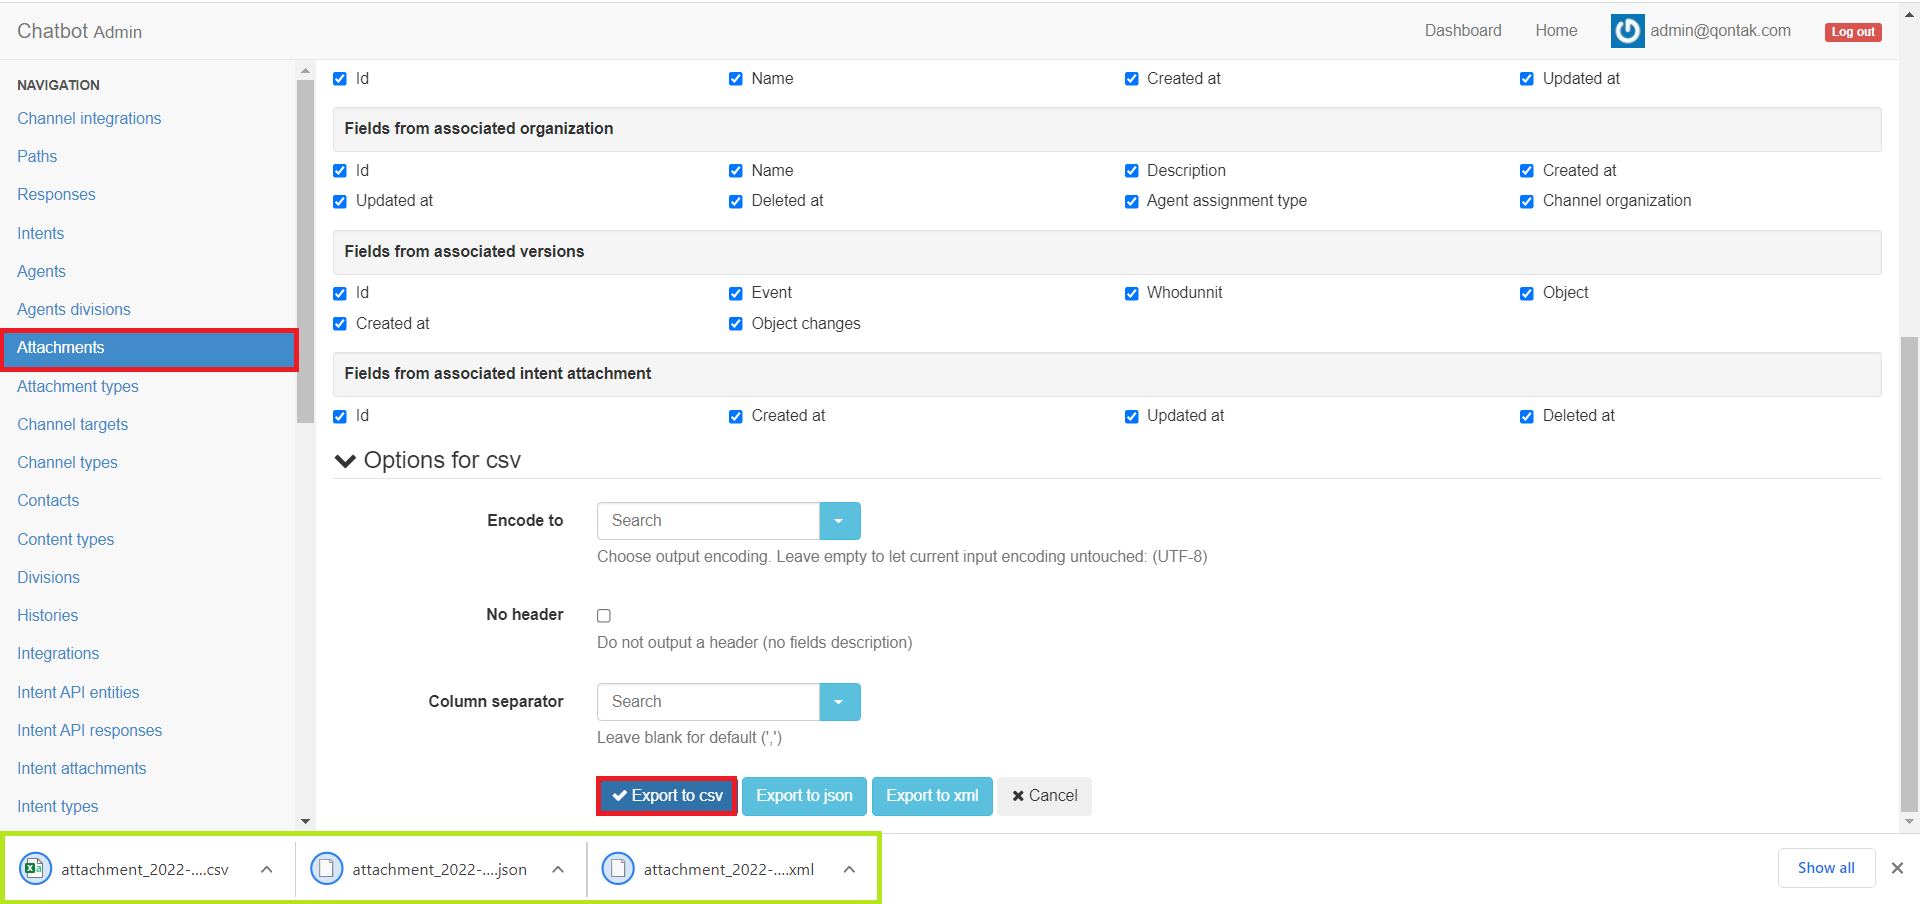 Chatbot Admin
Dashboard
Home
admin@qontak.com
Log out
NAVIGATION
Channel integrations
Paths
Responses
Intents
Agents
Agents divisions
Attachments
Attachment types
Channel targets
Channel types
Contacts
Content types
Divisions
Histories
Integrations
Intent API entities
Intent API responses
Intent attachments
Intent types
Id Name Created at Updated at
Fields from associated organization
Id Name Description Created at
Updated at Deleted at Agent assignment type Channel organization
Fields from associated versions
Id Event Whodunnit Object
Created at Object changes
Fields from associated intent attachment
Id Created at Updated at Deleted at
Options for csv
Encode to Search
Choose output encoding. Leave empty to let current input encoding untouched: (UTF-8)
No header
Do not output a header (no fields description)
Column separator Search
Leave blank for default (',')
Export to csv Export to json Export to xml Cancel
attachment_2022-....csv attachment_2022-....json attachment_2022-....xml Show all